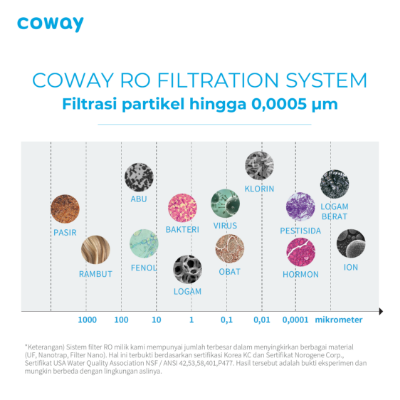 coway
COWAY RO FILTRATION SYSTEM
Filtrasi partikel hingga 0,0005 µm
KLORIN
ABU
LOGAM
BERAT
PASIR
BAKTERI
VIRUS
PESTISIDA
RAMBUT
FENOL
LOGAM
OBAT
HORMON
ION
1000 100 10 1 0,1 0,01 0,0001 mikrometer
*Keterangan) Sistem filter RO milik kami mempunyai jumlah terbesar dalam menyingkirkan berbagai material
(UF, Nanotrap, Filter Nano). Hal ini terbukti berdasarkan sertifikasi Korea KC dan Sertifikat Norogene Corp.,
Sertifikat USA Water Quality Association NSF / ANSI 42,53,58,401,P477. Hasil tersebut adalah bukti eksperimen dan
mungkin berbeda dengan lingkungan aslinya.